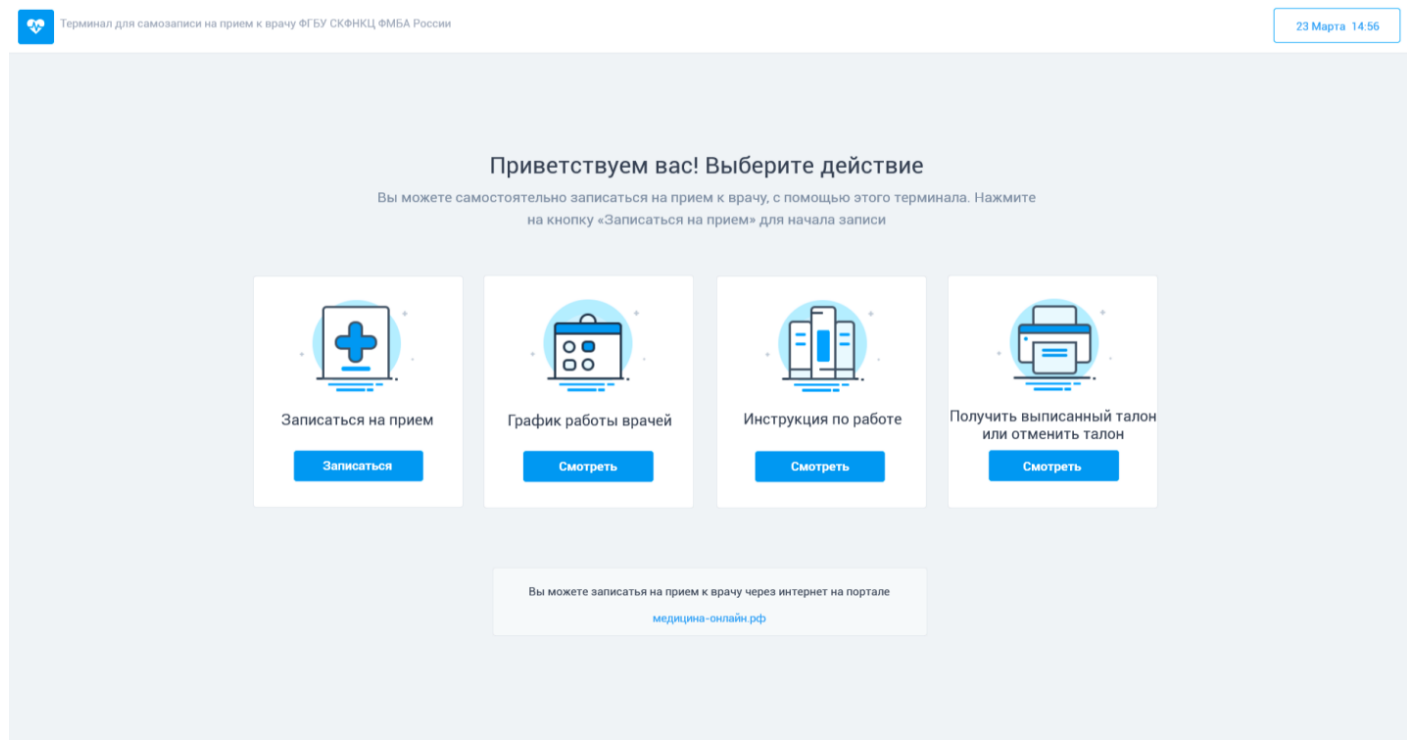 Терминал для самозаписи на прием к врачу ФГБУ СКФНКЦ ФМБА России
23 Марта 14:56
Приветствуем вас! Выберите действие
Вы можете самостоятельно записаться на прием к врачу, с помощью этого терминала. Нажмите
на кнопку «Записаться на прием» для начала записи
Записаться на прием
Записаться
График работы врачей
Смотреть
Инструкция по работе
Смотреть
Получить выписанный талон
или отменить талон
Смотреть
Вы можете записатья на прием к врачу через интернет на портале
медицина-онлайн.рф